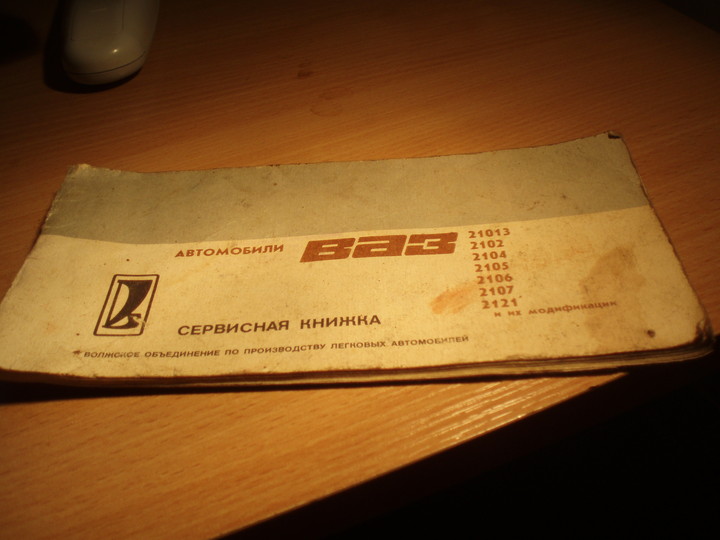 АВТОМОБИЛИ ВАЗ
21013
2102
2104
2105
2106
2107
2121
и их модификации
СЕРВИСНАЯ КНИЖКА
ВОЛЖСКОЕ ОБЪЕДИНЕНИЕ ПО ПРОИЗВОДСТВУ ЛЕГКОВЫХ АВТОМОБИЛЕЙ